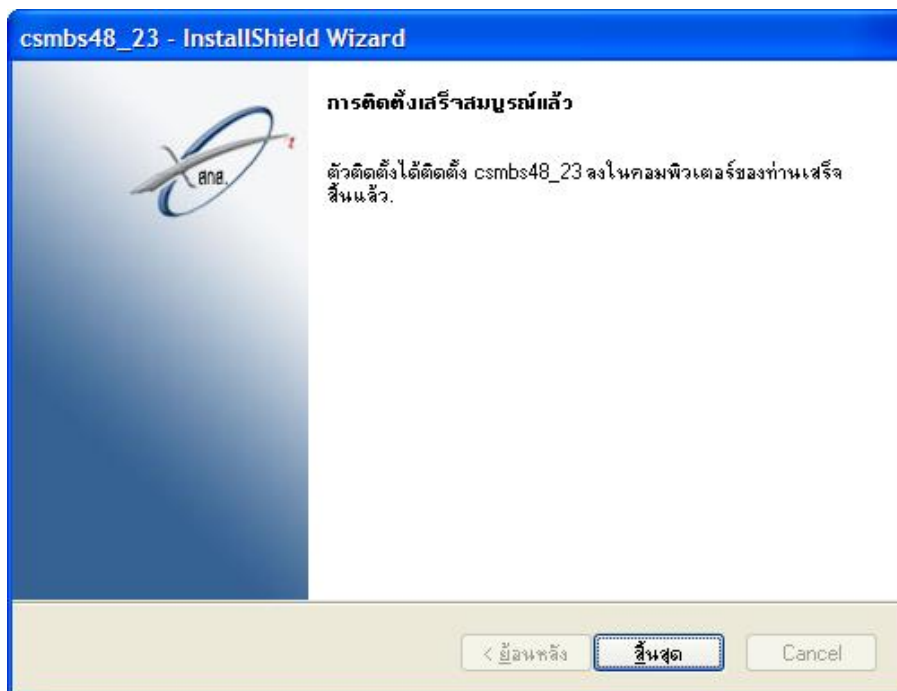 csmbs48_23 - InstallShield Wizard
สกส.
การติดตั้งเสร็จสมบูรณ์แล้ว
ตัวติดตั้งได้ติดตั้ง csmbs48_23 ลงในคอมพิวเตอร์ของท่านเสร็จ
สิ้นแล้ว.
< ย้อนหลัง
สิ้นสุด
Cancel